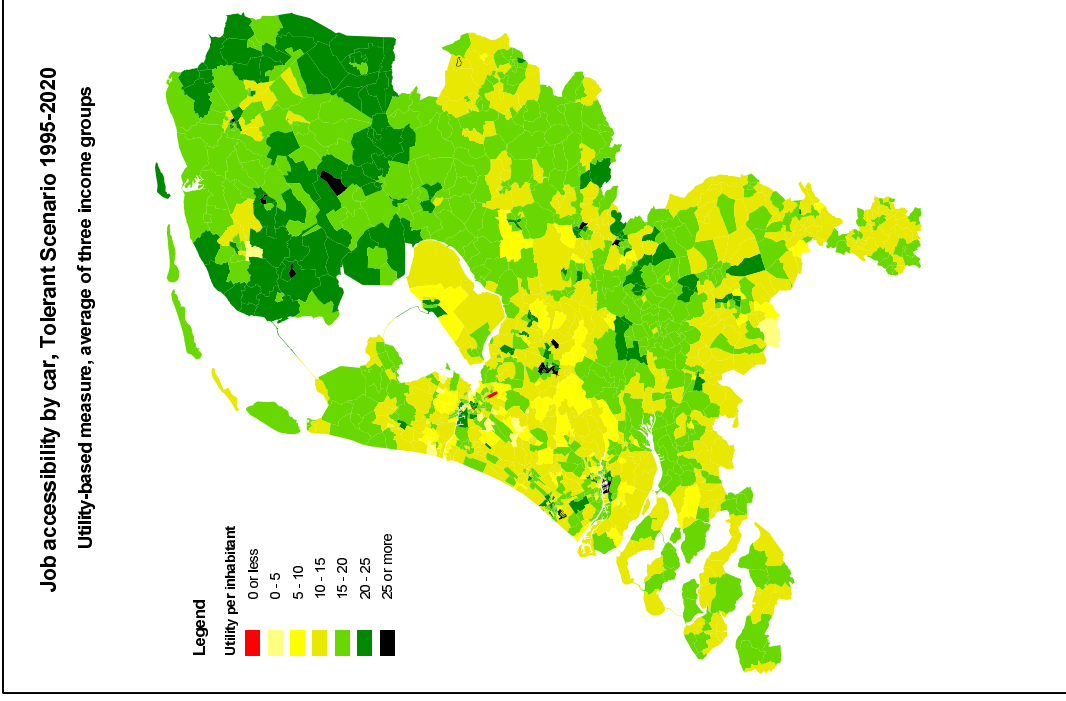 Job accessibility by car, Tolerant Scenario 1995-2020
Utility-based measure, average of three income groups
Legend
Utility per inhabitant
0 or less
0 - 5
5 - 10
10 - 15
15 - 20
20 - 25
25 or more